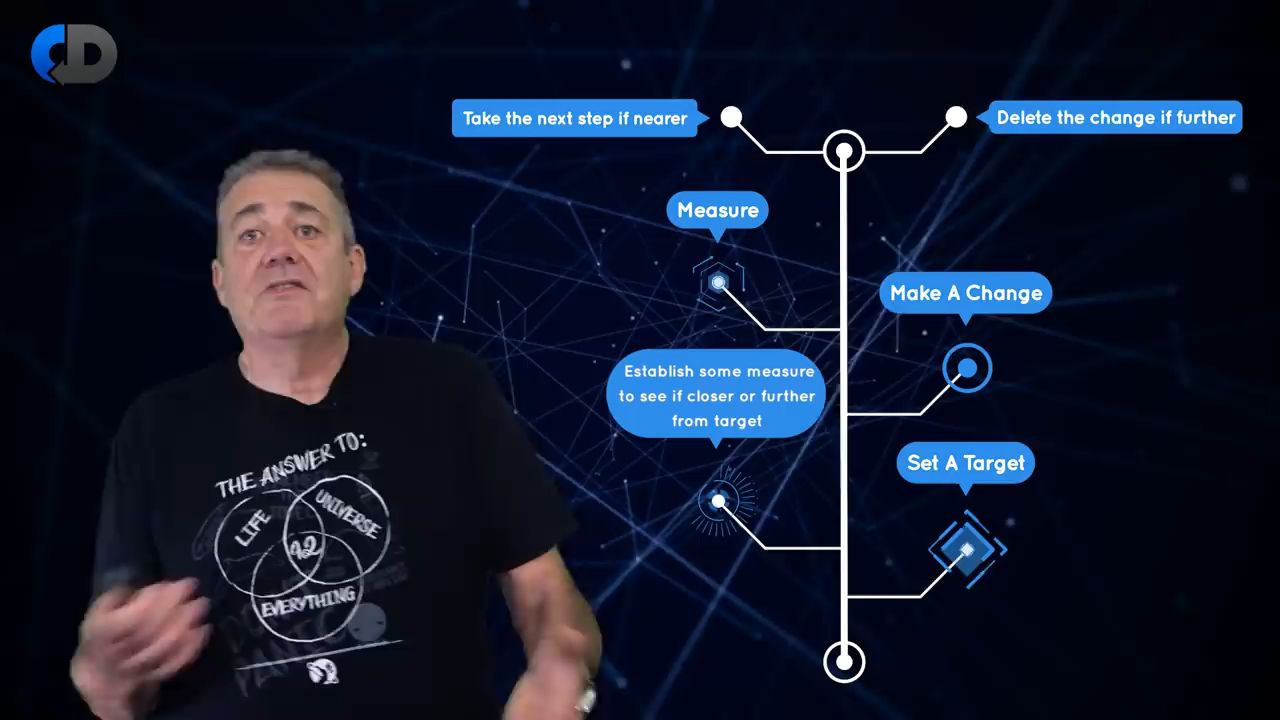 CD
Take the next step if nearer
Delete the change if further
Measure
Make A Change
Establish some measure
to see if closer or further
from target
Set A Target
THE ANSWER TO:
LIFE
UNIVERSE
42
EVERYTHING